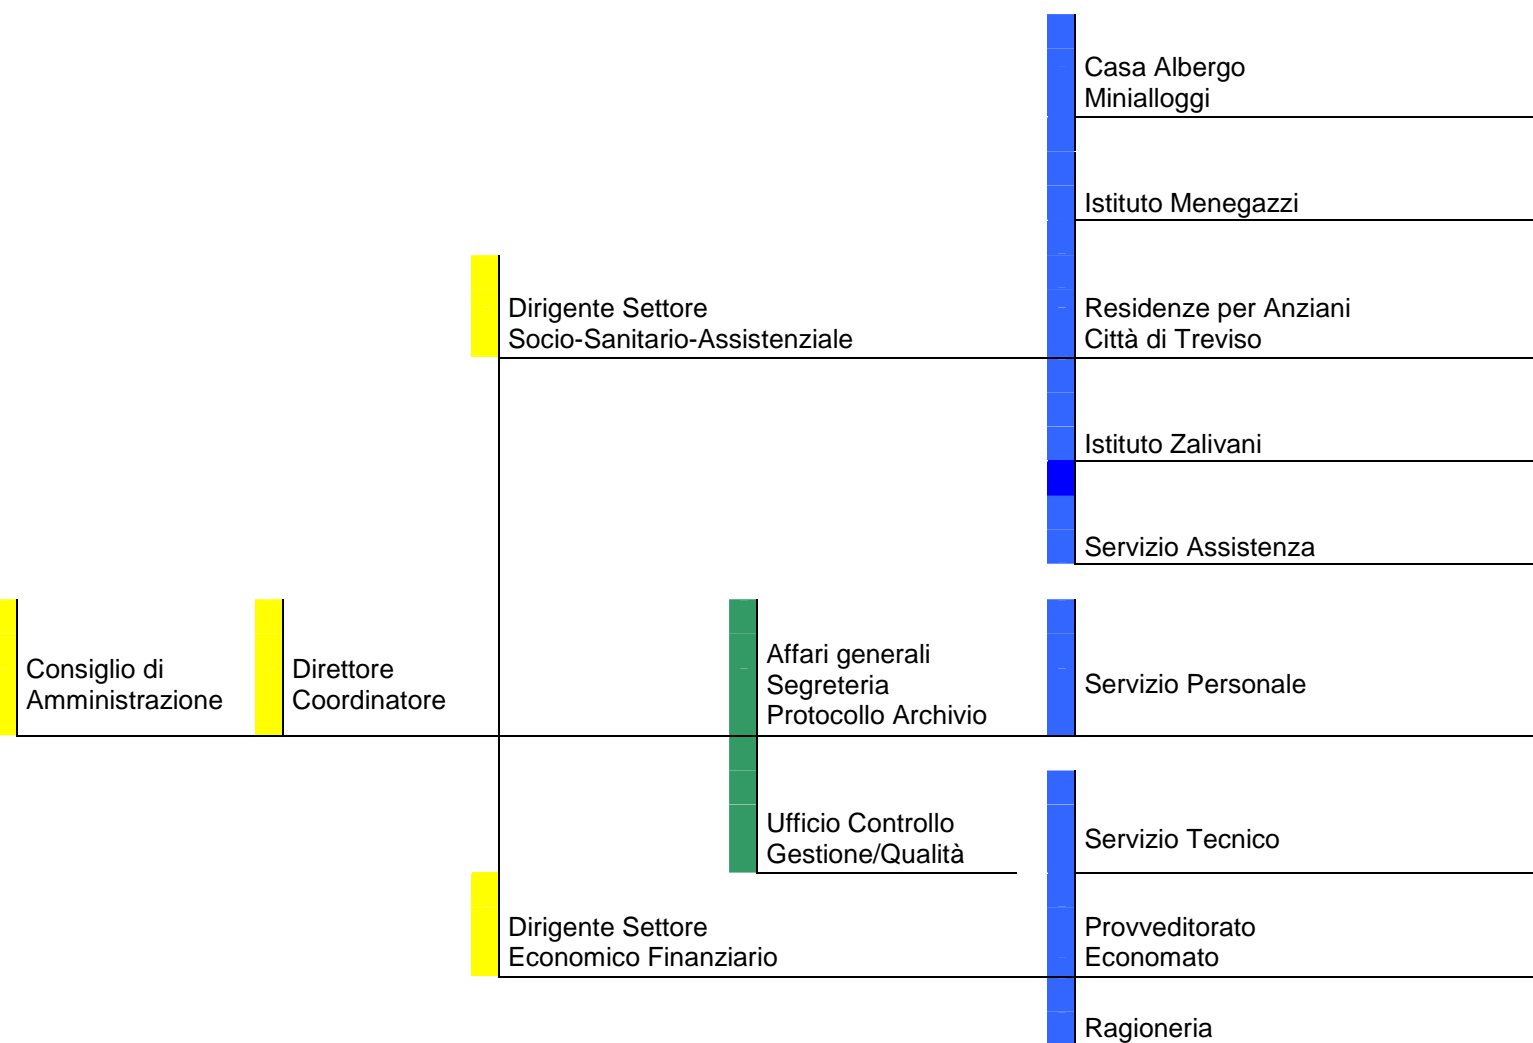 Casa Albergo
Minialloggi
Istituto Menegazzi
Dirigente Settore
Socio-Sanitario-Assistenziale
Residenze per Anziani
Città di Treviso
Istituto Zalivani
Servizio Assistenza
Consiglio di
Amministrazione
Direttore
Coordinatore
Affari generali
Segreteria
Protocollo Archivio
Servizio Personale
Ufficio Controllo
Gestione/Qualità
Servizio Tecnico
Dirigente Settore
Economico Finanziario
Provveditorato
Economato
Ragioneria